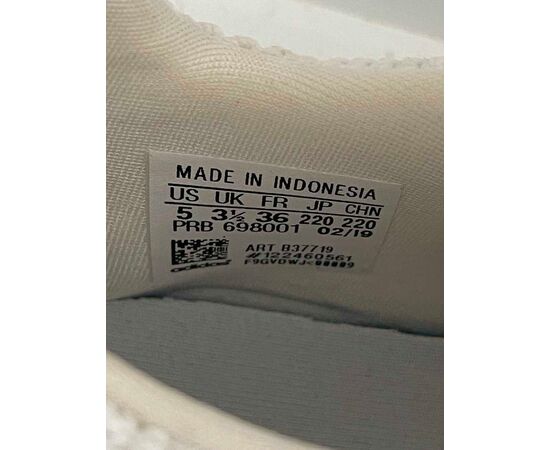 MADE IN INDONESIA
US UK FR JP CHN
5 3½ 36 220 220
PRB 698001 02/19
ART B37719
#122460561
adidas